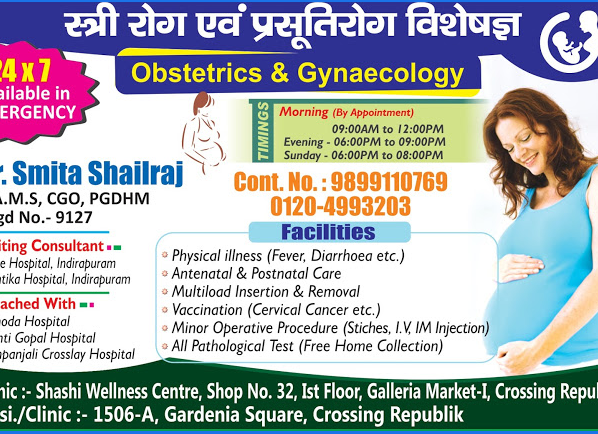 स्त्री रोग एवं प्रसूतिरोग विशेषज्ञ
24 x 7
ailable in
ERGENCY
Obstetrics & Gynaecology
TIMINGS
Morning (By Appointment)
09:00AM to 12:00PM
Evening - 06:00PM to 09:00PM
Sunday - 06:00PM to 08:00PM
r. Smita Shailraj
A.M.S, CGO, PGDHM
gd No.- 9127
Cont. No. : 9899110769
0120-4993203
iting Consultant
e Hospital, Indirapuram
ntika Hospital, Indirapuram
ached With
hoda Hospital
nti Gopal Hospital
npanjali Crosslay Hospital
Facilities
Physical illness (Fever, Diarrhoea etc.)
Antenatal & Postnatal Care
Multiload Insertion & Removal
Vaccination (Cervical Cancer etc.)
Minor Operative Procedure (Stiches, I.V, IM Injection)
All Pathological Test (Free Home Collection)
nic :- Shashi Wellness Centre, Shop No. 32, Ist Floor, Galleria Market-I, Crossing Repu
si./Clinic :- 1506-A, Gardenia Square, Crossing Republik